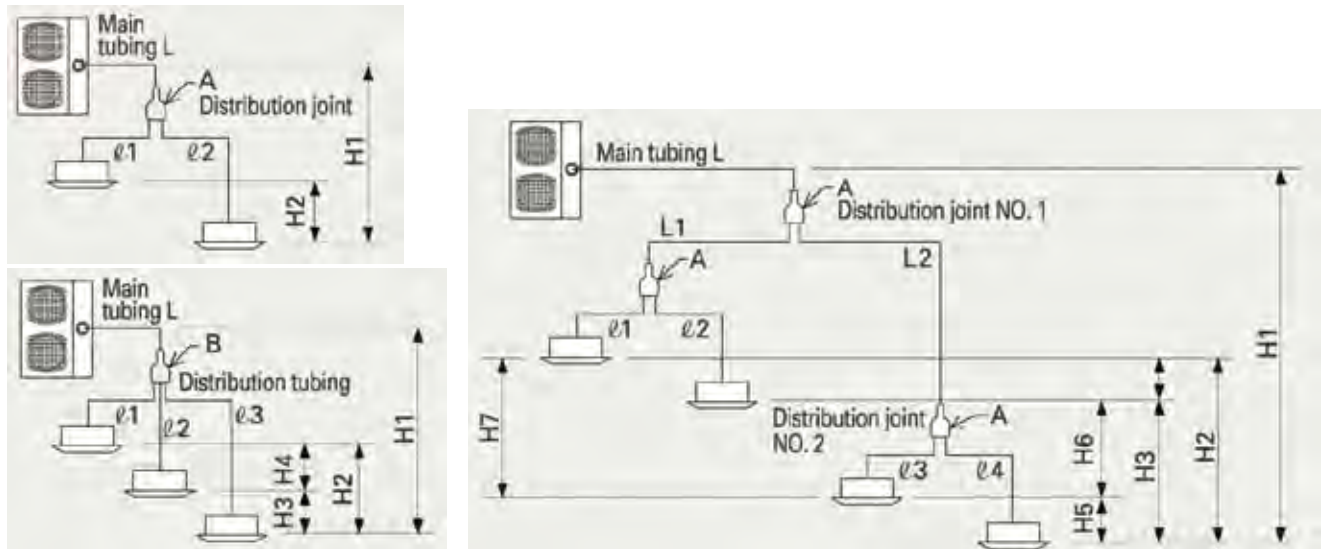 Main
tubing L
A
Distribution joint
ℓ1
ℓ2
H1
H2
Main
tubing L
B
Distribution tubing
ℓ1
ℓ2
ℓ3
H1
H4
H2
H3
Main tubing L
A
Distribution joint NO. 1
L1
L2
A
ℓ1
ℓ2
H1
Distribution joint
NO. 2
A
H7
H6
H3
H2
ℓ3
ℓ4
H5